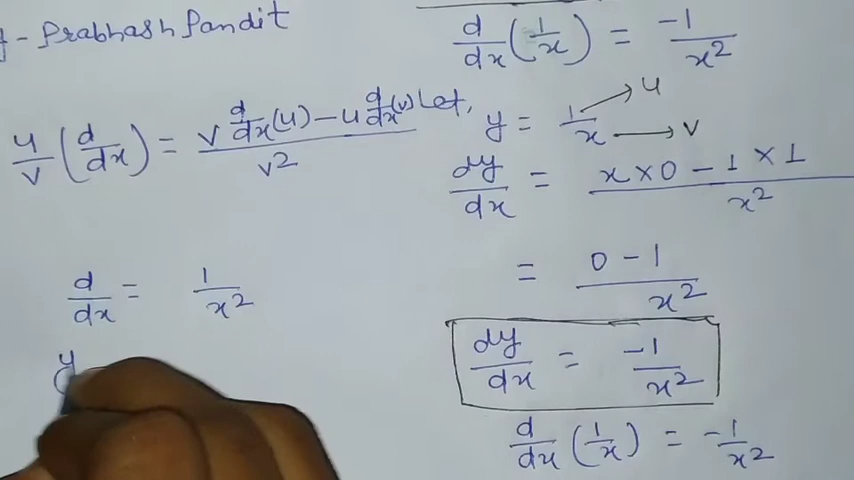 - Prabhash Pandit
u/v (d/dx) = (v d/dx(u) - u d/dx(v)) / v²
d/dx = 1/x²
y
d/dx (1/x) = -1/x²
Let,
y = 1/x → u → v
dy/dx = (x × 0 - 1 × 1) / x²
= (0 - 1) / x²
dy/dx = -1/x²
d/dx (1/x) = -1/x²